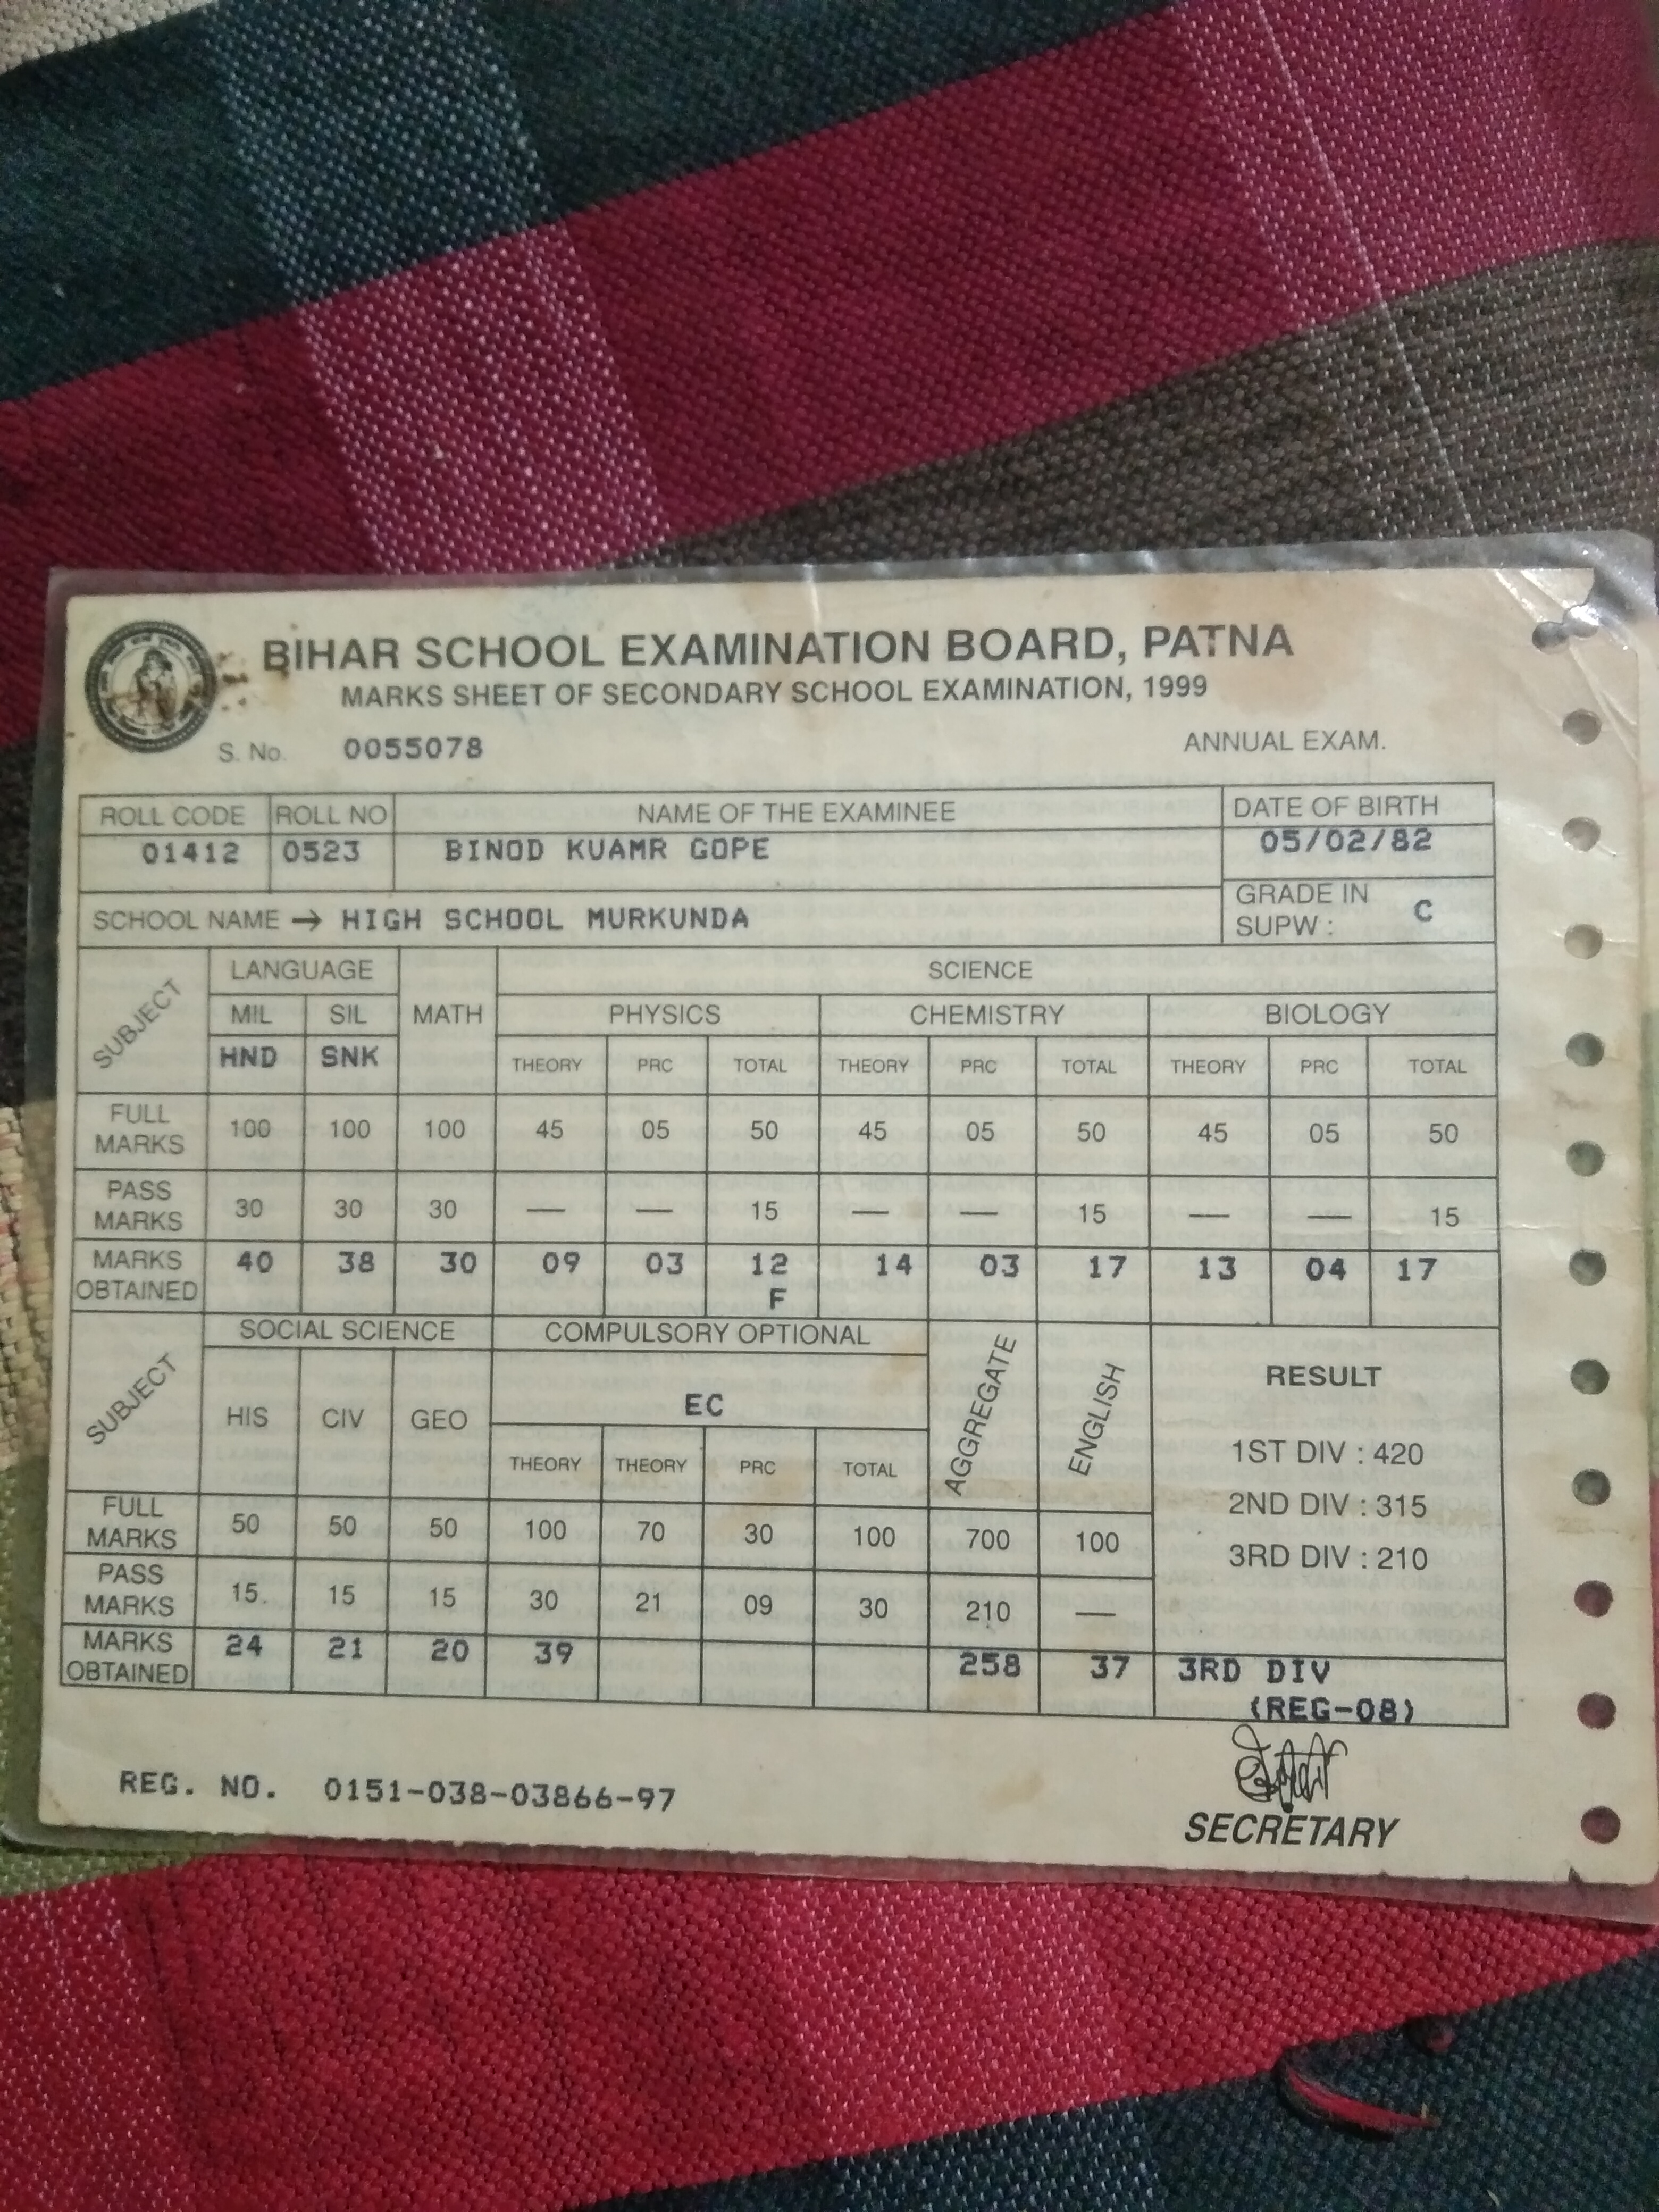 BIHAR SCHOOL EXAMINATION BOARD, PATNA
MARKS SHEET OF SECONDARY SCHOOL EXAMINATION, 1999
S. No. 0055078 ANNUAL EXAM.
ROLL CODE ROLL NO NAME OF THE EXAMINEE DATE OF BIRTH
01412 0523 BINOD KUAMR GOPE 05/02/82
SCHOOL NAME → HIGH SCHOOL MURKUNDA GRADE IN SUPW : C
SUBJECT LANGUAGE MATH SCIENCE
MIL SIL PHYSICS CHEMISTRY BIOLOGY
HND SNK THEORY PRC TOTAL THEORY PRC TOTAL THEORY PRC TOTAL
FULL MARKS 100 100 100 45 05 50 45 05 50 45 05 50
PASS MARKS 30 30 30 — — 15 — — 15 — — 15
MARKS OBTAINED 40 38 30 09 03 12 14 03 17 13 04 17
F
SUBJECT SOCIAL SCIENCE COMPULSORY OPTIONAL AGGREGATE ENGLISH RESULT
HIS CIV GEO EC
1ST DIV : 420
THEORY THEORY PRC TOTAL
2ND DIV : 315
FULL MARKS 50 50 50 100 70 30 100 700 100
3RD DIV : 210
PASS MARKS 15 15 15 30 21 09 30 210 —
MARKS OBTAINED 24 21 20 39 258 37 3RD DIV
(REG-08)
REG. NO. 0151-038-03866-97
SECRETARY